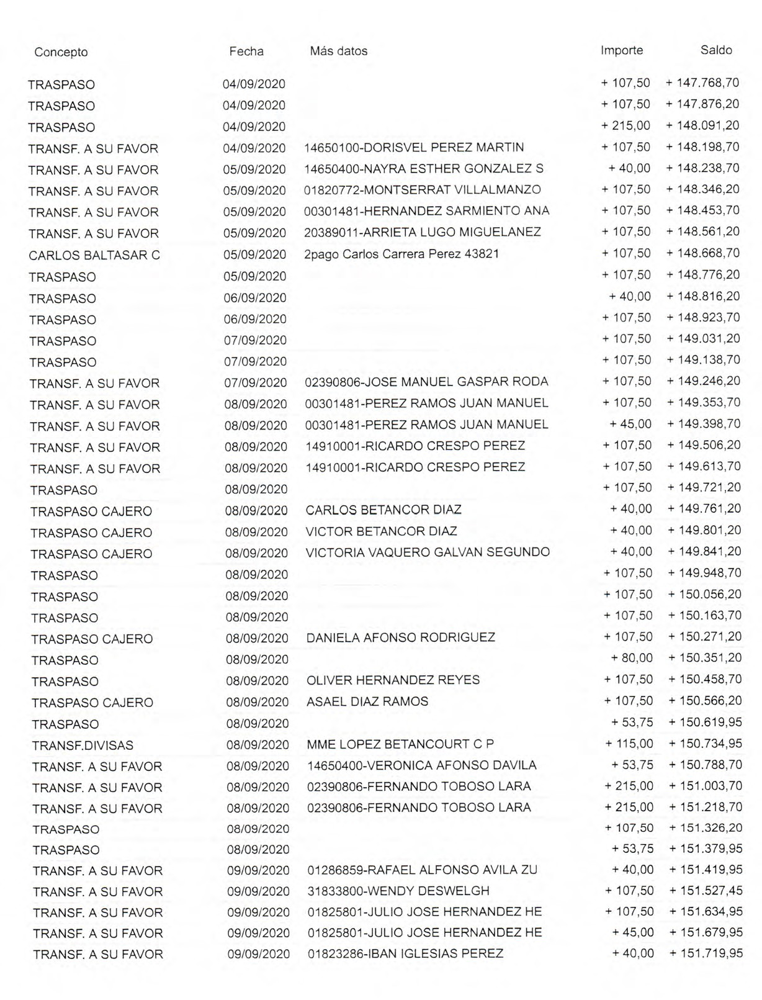 Concepto Fecha Más datos Importe Saldo
TRASPASO 04/09/2020 + 107,50 + 147.768,70
TRASPASO 04/09/2020 + 107,50 + 147.876,20
TRASPASO 04/09/2020 + 215,00 + 148.091,20
TRANSF. A SU FAVOR 04/09/2020 14650100-DORISVEL PEREZ MARTIN + 107,50 + 148.198,70
TRANSF. A SU FAVOR 05/09/2020 14650400-NAYRA ESTHER GONZALEZ S + 40,00 + 148.238,70
TRANSF. A SU FAVOR 05/09/2020 01820772-MONTSERRAT VILLALMANZO + 107,50 + 148.346,20
TRANSF. A SU FAVOR 05/09/2020 00301481-HERNANDEZ SARMIENTO ANA + 107,50 + 148.453,70
TRANSF. A SU FAVOR 05/09/2020 20389011-ARRIETA LUGO MIGUELANEZ + 107,50 + 148.561,20
CARLOS BALTASAR C 05/09/2020 2pago Carlos Carrera Perez 43821 + 107,50 + 148.668,70
TRASPASO 05/09/2020 + 107,50 + 148.776,20
TRASPASO 06/09/2020 + 40,00 + 148.816,20
TRASPASO 06/09/2020 + 107,50 + 148.923,70
TRASPASO 07/09/2020 + 107,50 + 149.031,20
TRASPASO 07/09/2020 + 107,50 + 149.138,70
TRANSF. A SU FAVOR 07/09/2020 02390806-JOSE MANUEL GASPAR RODA + 107,50 + 149.246,20
TRANSF. A SU FAVOR 08/09/2020 00301481-PEREZ RAMOS JUAN MANUEL + 107,50 + 149.353,70
TRANSF. A SU FAVOR 08/09/2020 00301481-PEREZ RAMOS JUAN MANUEL + 45,00 + 149.398,70
TRANSF. A SU FAVOR 08/09/2020 14910001-RICARDO CRESPO PEREZ + 107,50 + 149.506,20
TRANSF. A SU FAVOR 08/09/2020 14910001-RICARDO CRESPO PEREZ + 107,50 + 149.613,70
TRASPASO 08/09/2020 + 107,50 + 149.721,20
TRASPASO CAJERO 08/09/2020 CARLOS BETANCOR DIAZ + 40,00 + 149.761,20
TRASPASO CAJERO 08/09/2020 VICTOR BETANCOR DIAZ + 40,00 + 149.801,20
TRASPASO CAJERO 08/09/2020 VICTORIA VAQUERO GALVAN SEGUNDO + 40,00 + 149.841,20
TRASPASO 08/09/2020 + 107,50 + 149.948,70
TRASPASO 08/09/2020 + 107,50 + 150.056,20
TRASPASO 08/09/2020 + 107,50 + 150.163,70
TRASPASO CAJERO 08/09/2020 DANIELA AFONSO RODRIGUEZ + 107,50 + 150.271,20
TRASPASO 08/09/2020 + 80,00 + 150.351,20
TRASPASO 08/09/2020 OLIVER HERNANDEZ REYES + 107,50 + 150.458,70
TRASPASO CAJERO 08/09/2020 ASAEL DIAZ RAMOS + 107,50 + 150.566,20
TRASPASO 08/09/2020 + 53,75 + 150.619,95
TRANSF.DIVISAS 08/09/2020 MME LOPEZ BETANCOURT C P + 115,00 + 150.734,95
TRANSF. A SU FAVOR 08/09/2020 14650400-VERONICA AFONSO DAVILA + 53,75 + 150.788,70
TRANSF. A SU FAVOR 08/09/2020 02390806-FERNANDO TOBOSO LARA + 215,00 + 151.003,70
TRANSF. A SU FAVOR 08/09/2020 02390806-FERNANDO TOBOSO LARA + 215,00 + 151.218,70
TRASPASO 08/09/2020 + 107,50 + 151.326,20
TRASPASO 08/09/2020 + 53,75 + 151.379,95
TRANSF. A SU FAVOR 09/09/2020 01286859-RAFAEL ALFONSO AVILA ZU + 40,00 + 151.419,95
TRANSF. A SU FAVOR 09/09/2020 31833800-WENDY DESWELGH + 107,50 + 151.527,45
TRANSF. A SU FAVOR 09/09/2020 01825801-JULIO JOSE HERNANDEZ HE + 107,50 + 151.634,95
TRANSF. A SU FAVOR 09/09/2020 01825801-JULIO JOSE HERNANDEZ HE + 45,00 + 151.679,95
TRANSF. A SU FAVOR 09/09/2020 01823286-IBAN IGLESIAS PEREZ + 40,00 + 151.719,95